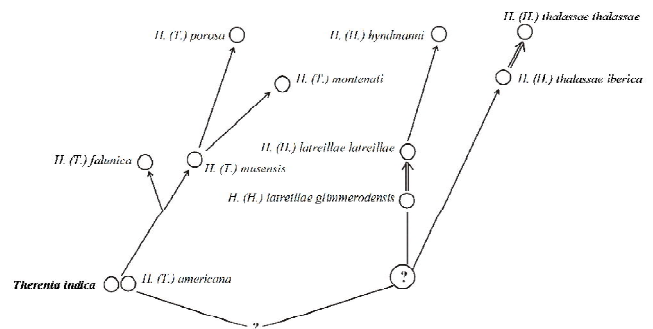 H. (H.) thalassae thalassae
H. (T.) porosa
H. (H.) hyndmanni
H. (T.) montenati
H. (H.) thalassae iberica
H. (T.) falunica
H. (H.) latreillae latreillae
H. (T.) musensis
H. (H.) latreillae glimmerodensis
Therenia indica
H. (T.) americana
?
?